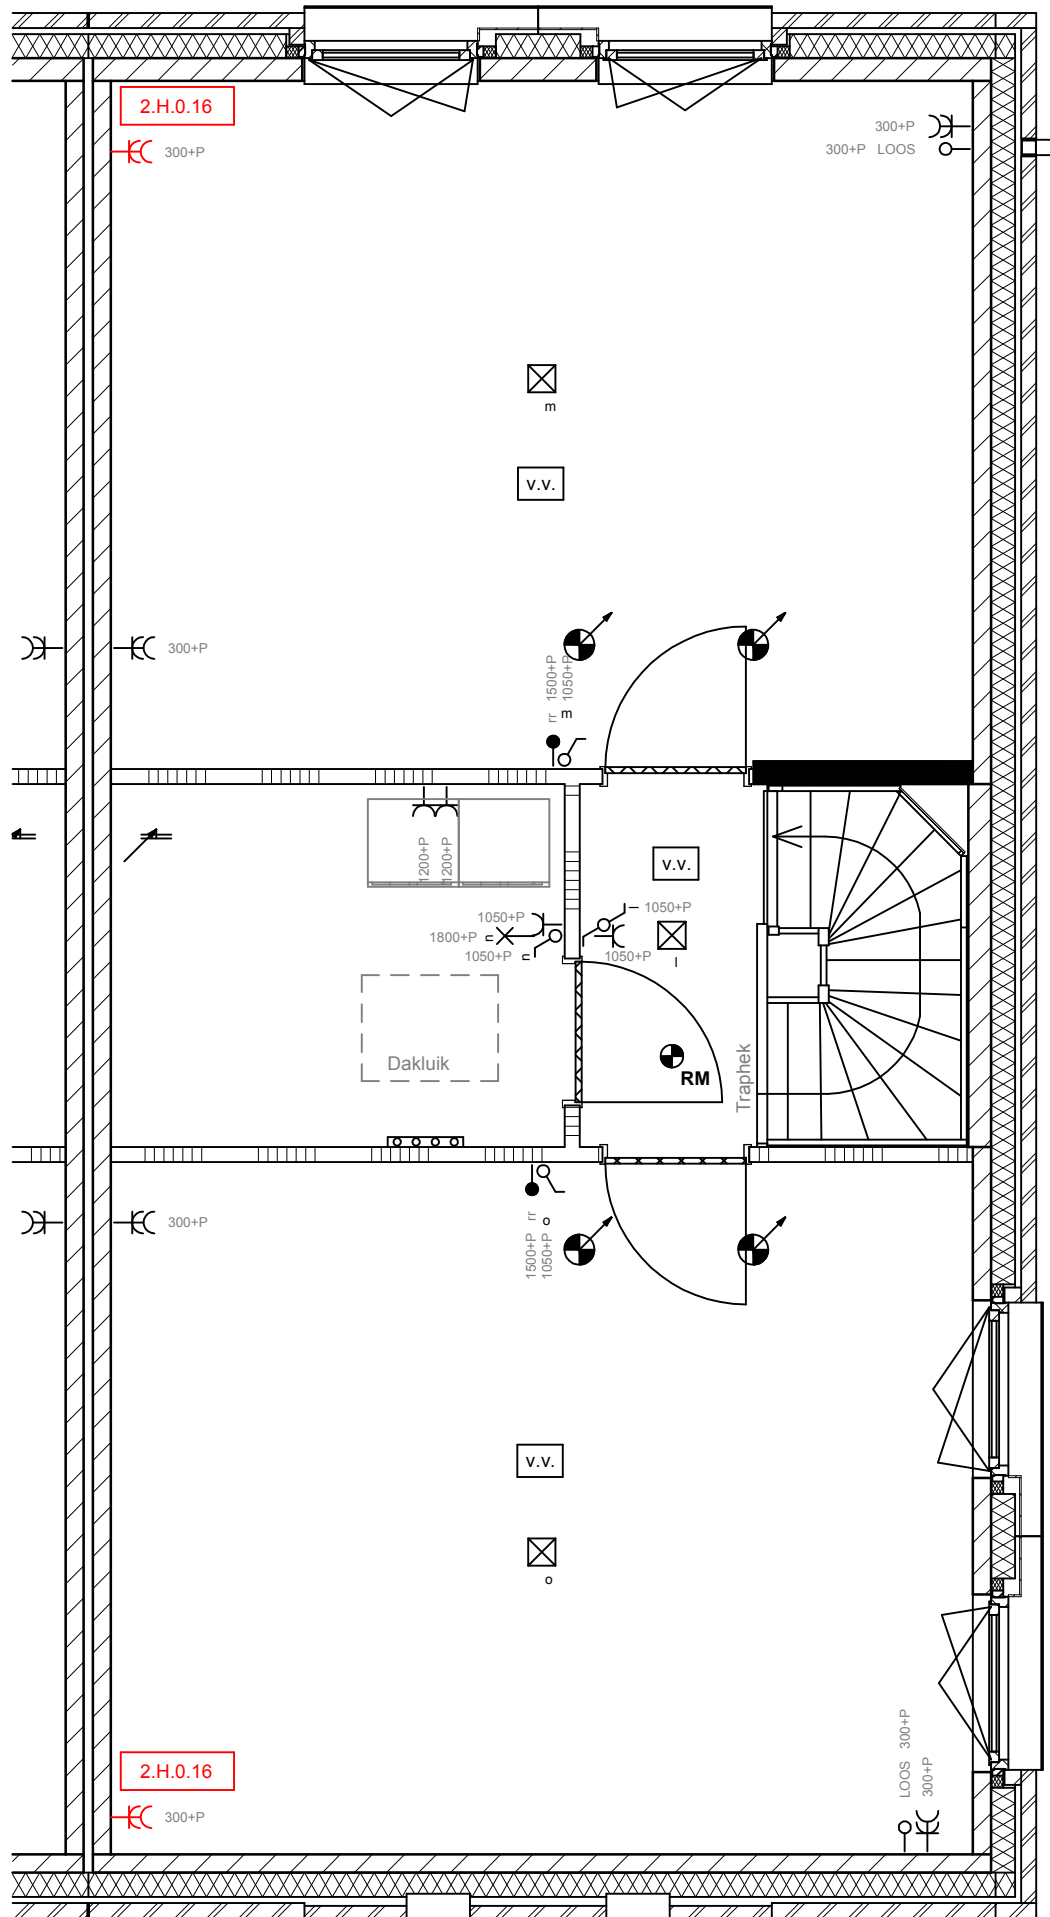 2.H.0.16
300+P
300+P
300+P LOOS
m
v.v.
300+P
rr 1500+P
m 1050+P
1200+P
1200+P
v.v.
1050+P
1800+P n
1050+P n
l 1050+P
1050+P
l
Dakluik
RM
Traphek
300+P
1500+P rr
1050+P o
v.v.
o
2.H.0.16
300+P
LOOS 300+P
300+P